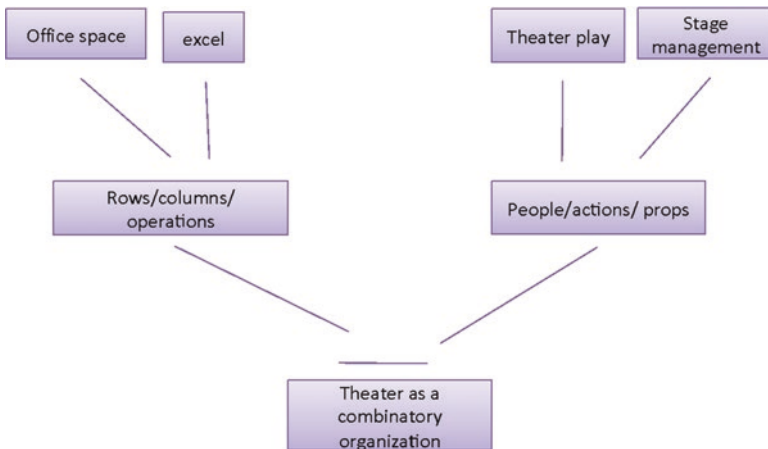 Office space
excel
Theater play
Stage
management
Rows/columns/
operations
People/actions/ props
Theater as a
combinatory
organization